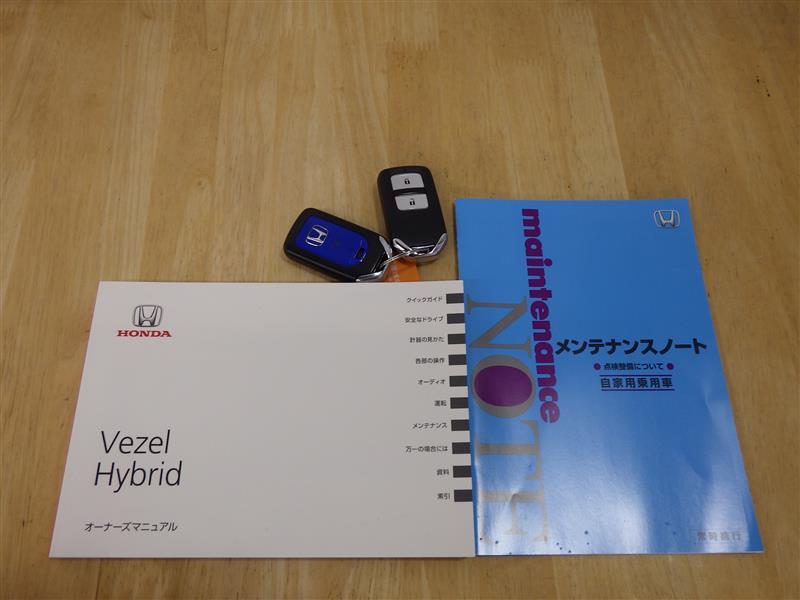 HONDA
Vezel
Hybrid
オーナーズマニュアル
クイックガイド
安全なドライブ
計器の見かた
各部の操作
オーディオ
運転
メンテナンス
万一の場合には
資料
索引
maintenance
NOTE
メンテナンスノート
● 点検整備について ●
自家用乗用車
常時携行